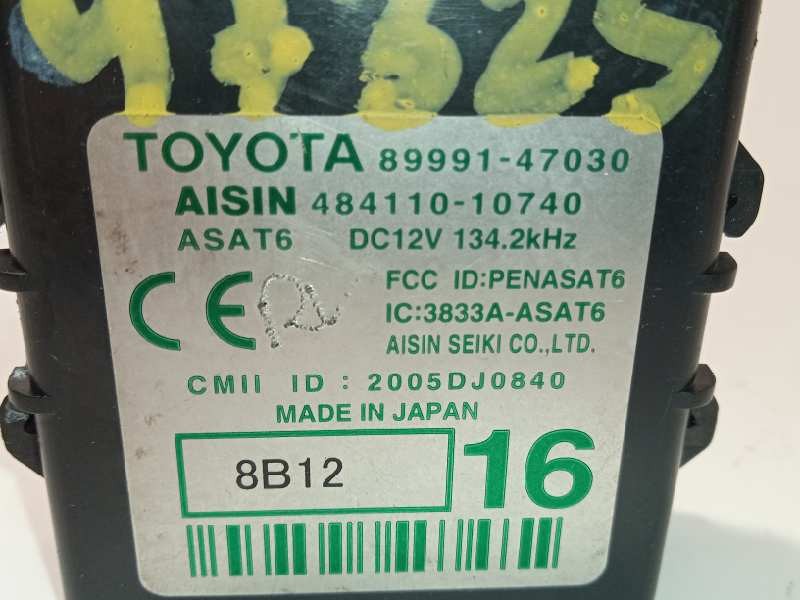 47325
TOYOTA 89991-47030
AISIN 484110-10740
ASAT6 DC12V 134.2kHz
CE FCC ID:PENASAT6
IC:3833A-ASAT6
AISIN SEIKI CO.,LTD.
CMII ID : 2005DJ0840
MADE IN JAPAN
8B12 16